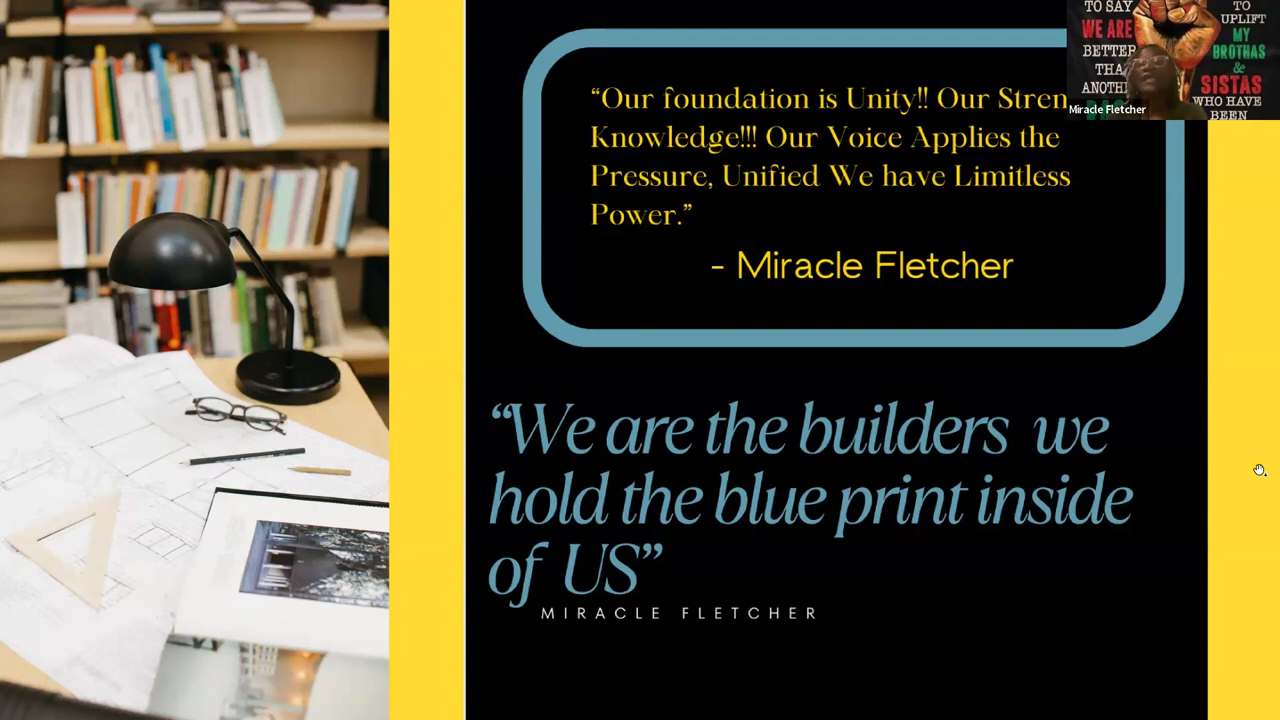 “Our foundation is Unity!! Our Stren
Knowledge!!! Our Voice Applies the
Pressure, Unified We have Limitless
Power.”
- Miracle Fletcher
“We are the builders  we
hold the blue print inside
of  US”
MIRACLE FLETCHER
TO SAY
WE ARE
BETTER
THA
ANOTH
TO
UPLIFT
MY
BROTHAS
&
SISTAS
WHO HAVE
BEEN
Miracle Fletcher